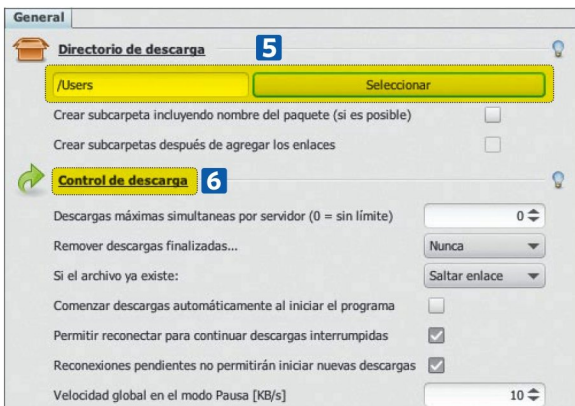 General
Directorio de descarga 5
/Users Seleccionar
Crear subcarpeta incluyendo nombre del paquete (si es posible)
Crear subcarpetas después de agregar los enlaces
Control de descarga 6
Descargas máximas simultaneas por servidor (0 = sin límite) 0
Remover descargas finalizadas... Nunca
Si el archivo ya existe: Saltar enlace
Comenzar descargas automáticamente al iniciar el programa
Permitir reconectar para continuar descargas interrumpidas
Reconexiones pendientes no permitirán iniciar nuevas descargas
Velocidad global en el modo Pausa [KB/s] 10